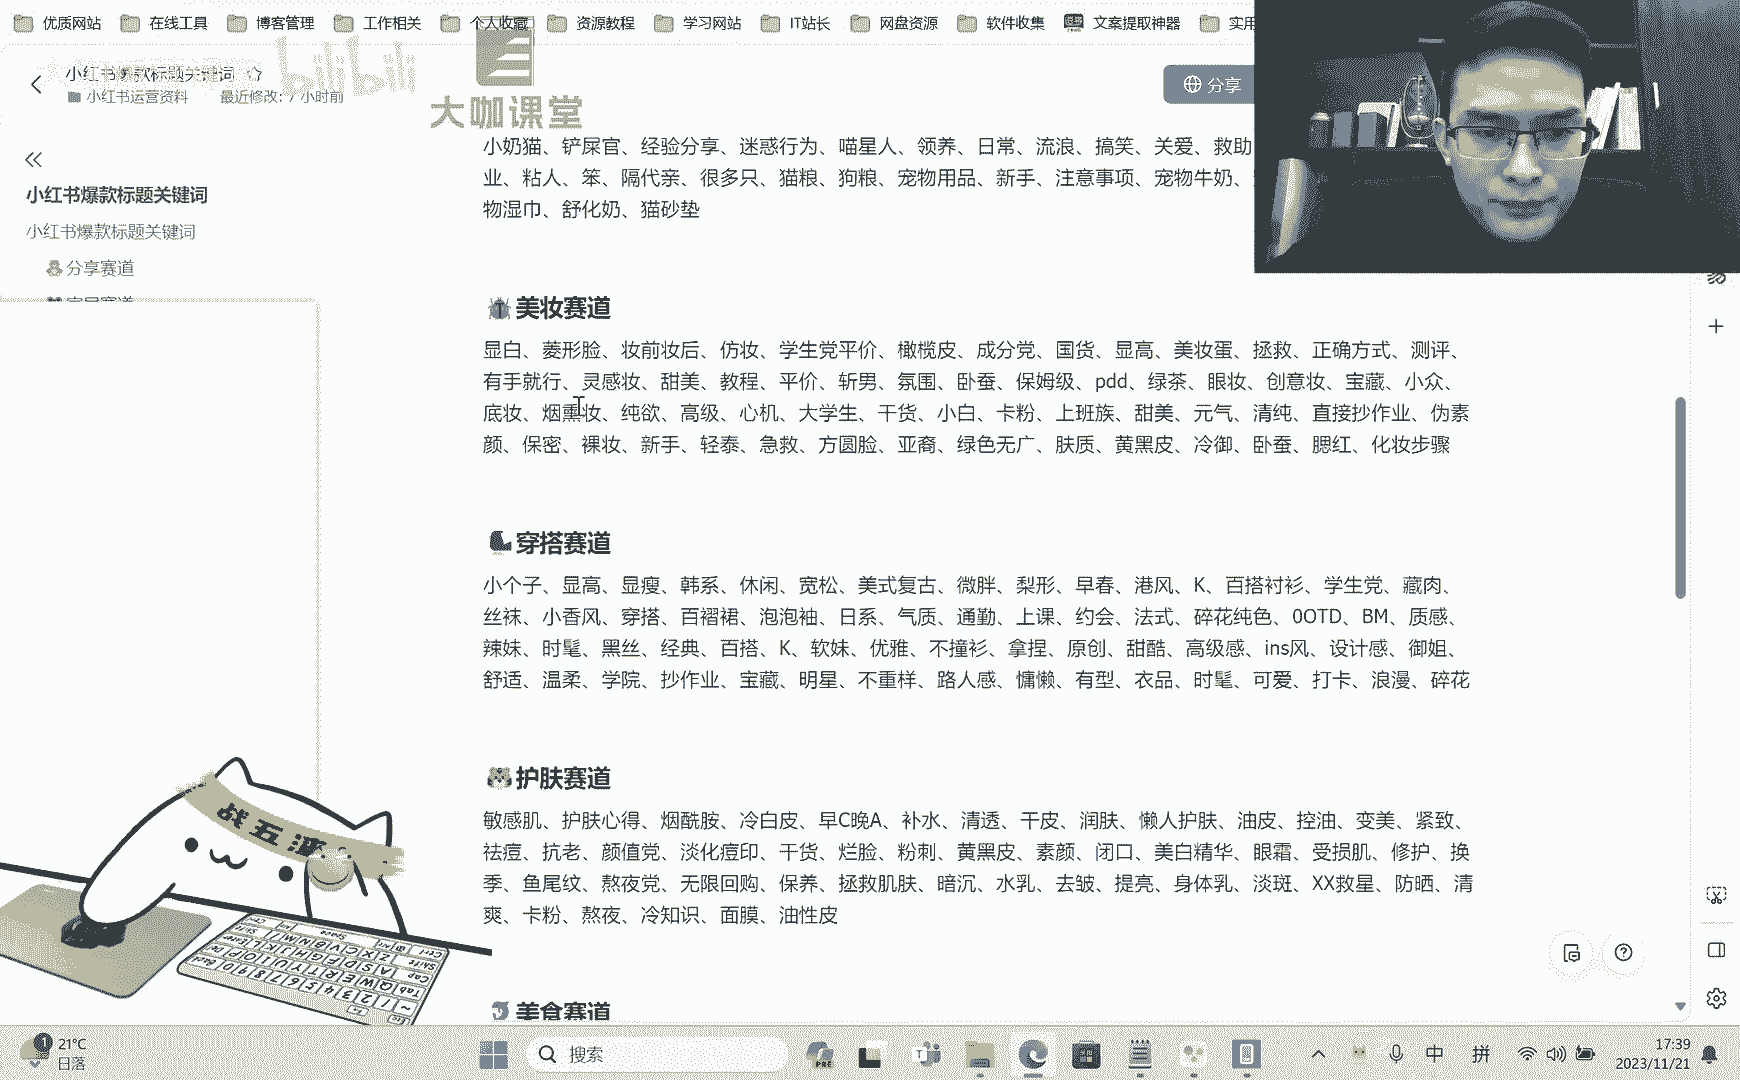 优质网站 在线工具 博客管理 工作相关 个人收藏 资源教程 学习网站 IT站长 网盘资源 软件收集 文案提取神器 实用
小红书爆款标题关键词
小红书运营资料 最近修改: 7 小时前
bilibili
大咖课堂
分享
小红书爆款标题关键词
小红书爆款标题关键词
分享赛道
小奶猫、铲屎官、经验分享、迷惑行为、喵星人、领养、日常、流浪、搞笑、关爱、救助
业、粘人、笨、隔代亲、很多只、猫粮、狗粮、宠物用品、新手、注意事项、宠物牛奶、
物湿巾、舒化奶、猫砂垫
美妆赛道
显白、菱形脸、妆前妆后、仿妆、学生党平价、橄榄皮、成分党、国货、显高、美妆蛋、拯救、正确方式、测评、
有手就行、灵感妆、甜美、教程、平价、斩男、氛围、卧蚕、保姆级、pdd、绿茶、眼妆、创意妆、宝藏、小众、
底妆、烟熏妆、纯欲、高级、心机、大学生、干货、小白、卡粉、上班族、甜美、元气、清纯、直接抄作业、伪素
颜、保密、裸妆、新手、轻泰、急救、方圆脸、亚裔、绿色无广、肤质、黄黑皮、冷御、卧蚕、腮红、化妆步骤
穿搭赛道
小个子、显高、显瘦、韩系、休闲、宽松、美式复古、微胖、梨形、早春、港风、K、百搭衬衫、学生党、藏肉、
丝袜、小香风、穿搭、百褶裙、泡泡袖、日系、气质、通勤、上课、约会、法式、碎花纯色、0OTD、BM、质感、
辣妹、时髦、黑丝、经典、百搭、K、软妹、优雅、不撞衫、拿捏、原创、甜酷、高级感、ins风、设计感、御姐、
舒适、温柔、学院、抄作业、宝藏、明星、不重样、路人感、慵懒、有型、衣品、时髦、可爱、打卡、浪漫、碎花
护肤赛道
敏感肌、护肤心得、烟酰胺、冷白皮、早C晚A、补水、清透、干皮、润肤、懒人护肤、油皮、控油、变美、紧致、
祛痘、抗老、颜值党、淡化痘印、干货、烂脸、粉刺、黄黑皮、素颜、闭口、美白精华、眼霜、受损肌、修护、换
季、鱼尾纹、熬夜党、无限回购、保养、拯救肌肤、暗沉、水乳、去皱、提亮、身体乳、淡斑、XX救星、防晒、清
爽、卡粉、熬夜、冷知识、面膜、油性皮
美食赛道
战五渣
21°C
日落
搜索
中 拼
17:39
2023/11/21